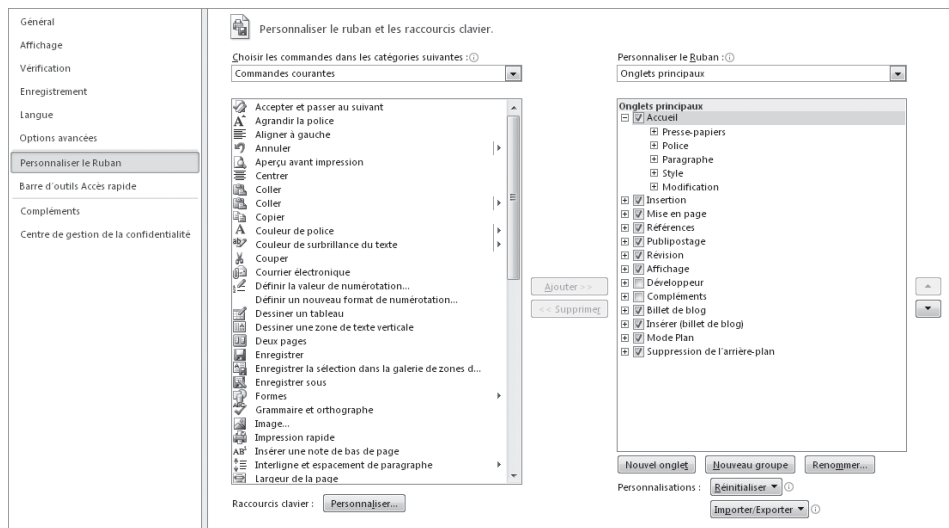 Général
Affichage
Vérification
Enregistrement
Langue
Options avancées
Personnaliser le Ruban
Barre d'outils Accès rapide
Compléments
Centre de gestion de la confidentialité
Personnaliser le ruban et les raccourcis clavier.
Choisir les commandes dans les catégories suivantes :
Commandes courantes
Accepter et passer au suivant
Agrandir la police
Aligner à gauche
Annuler
Aperçu avant impression
Centrer
Coller
Coller
Copier
Couleur de police
Couleur de surbrillance du texte
Couper
Courrier électronique
Définir la valeur de numérotation...
Définir un nouveau format de numérotation...
Dessiner un tableau
Dessiner une zone de texte verticale
Deux pages
Enregistrer
Enregistrer la sélection dans la galerie de zones d...
Enregistrer sous
Formes
Grammaire et orthographe
Image...
Impression rapide
Insérer une note de bas de page
Interligne et espacement de paragraphe
Largeur de la page
Raccourcis clavier :
Personnaliser...
Ajouter >>
<< Supprimer
Personnaliser le Ruban :
Onglets principaux
Onglets principaux
Accueil
Presse-papiers
Police
Paragraphe
Style
Modification
Insertion
Mise en page
Références
Publipostage
Révision
Affichage
Développeur
Compléments
Billet de blog
Insérer (billet de blog)
Mode Plan
Suppression de l'arrière-plan
Nouvel onglet
Nouveau groupe
Renommer...
Personnalisations :
Réinitialiser
Importer/Exporter